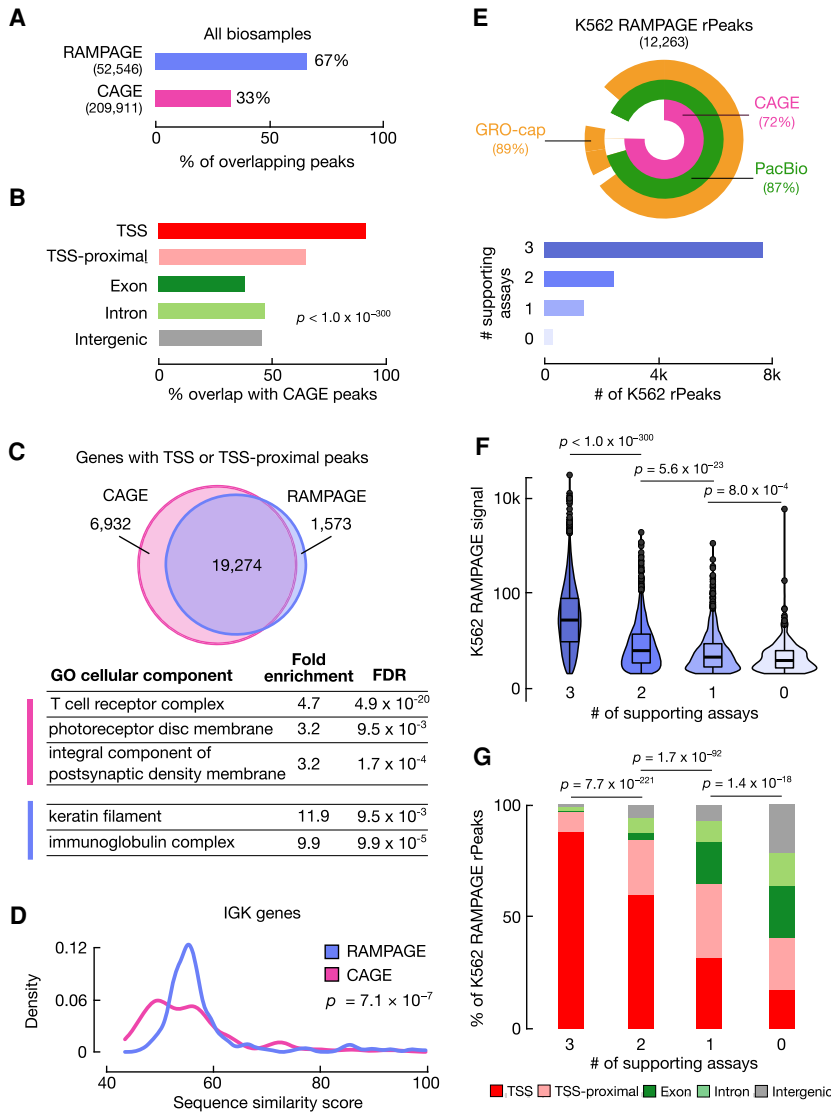 A
All biosamples
RAMPAGE
(52,546)
67%
CAGE
(209,911)
33%
0 50 100
% of overlapping peaks
B
TSS
TSS-proximal
Exon
Intron
Intergenic
p < 1.0 x 10–300
0 50 100
% overlap with CAGE peaks
C
Genes with TSS or TSS-proximal peaks
CAGE
6,932
RAMPAGE
1,573
19,274
GO cellular component Fold enrichment FDR
T cell receptor complex 4.7 4.9 x 10-20
photoreceptor disc membrane 3.2 9.5 x 10-3
integral component of
postsynaptic density membrane 3.2 1.7 x 10-4
keratin filament 11.9 9.5 x 10-3
immunoglobulin complex 9.9 9.9 x 10-5
D
IGK genes
Density
0.12
0.06
0
RAMPAGE
CAGE
p = 7.1 × 10–7
40 60 80 100
Sequence similarity score
E
K562 RAMPAGE rPeaks
(12,263)
CAGE
(72%)
GRO-cap
(89%)
PacBio
(87%)
# supporting
assays
3
2
1
0
0 4k 8k
# of K562 rPeaks
F
p < 1.0 x 10–300
p = 5.6 x 10–23
p = 8.0 x 10–4
K562 RAMPAGE signal
10k
100
0
3 2 1 0
# of supporting assays
G
p = 1.7 x 10–92
p = 7.7 x 10–221
p = 1.4 x 10–18
% of K562 RAMPAGE rPeaks
100
50
0
3 2 1 0
# of supporting assays
TSS TSS-proximal Exon Intron Intergenic